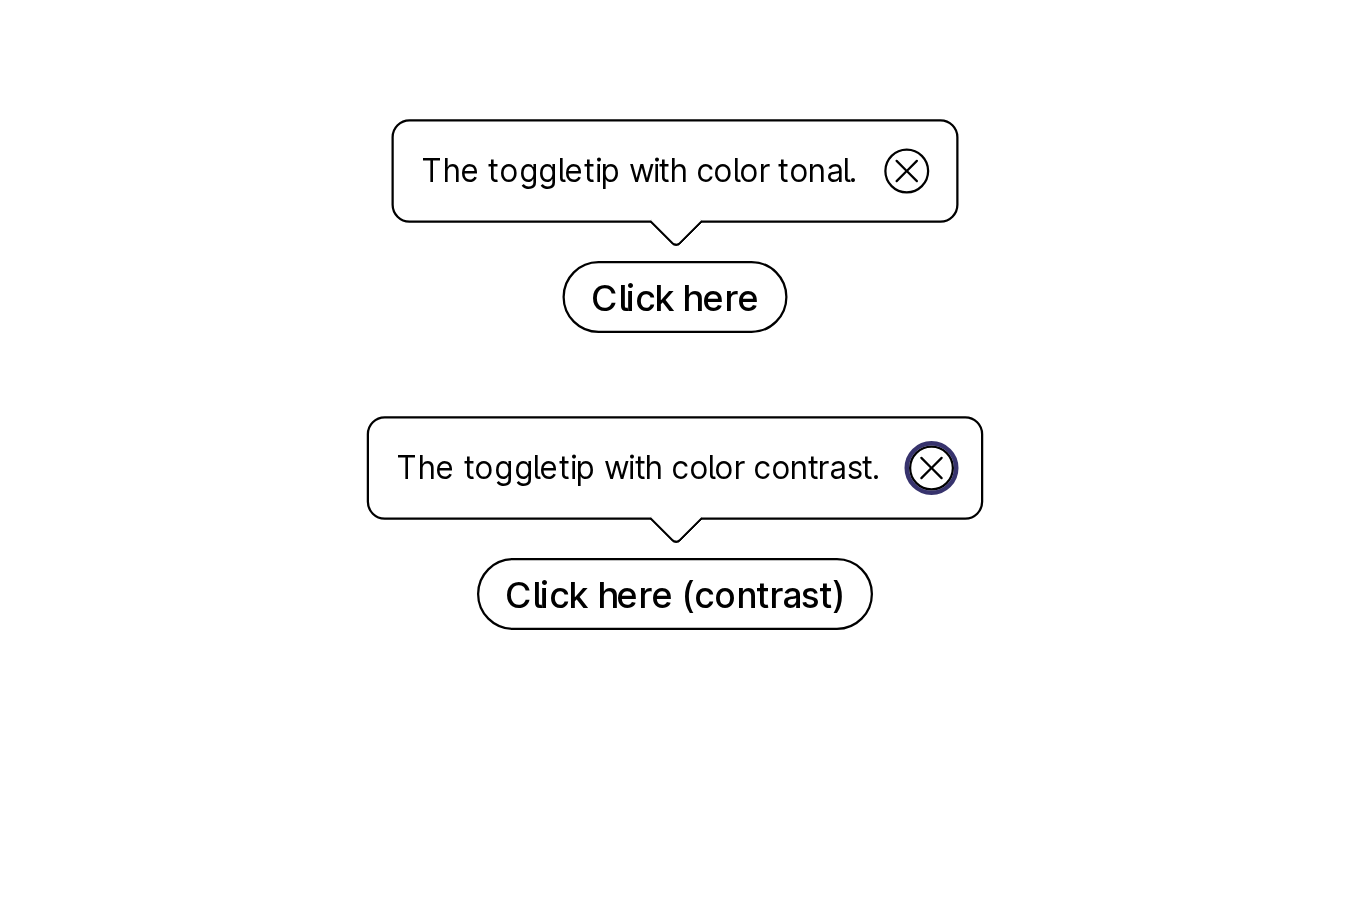 The toggletip with color tonal.
Click here
The toggletip with color contrast.
Click here (contrast)